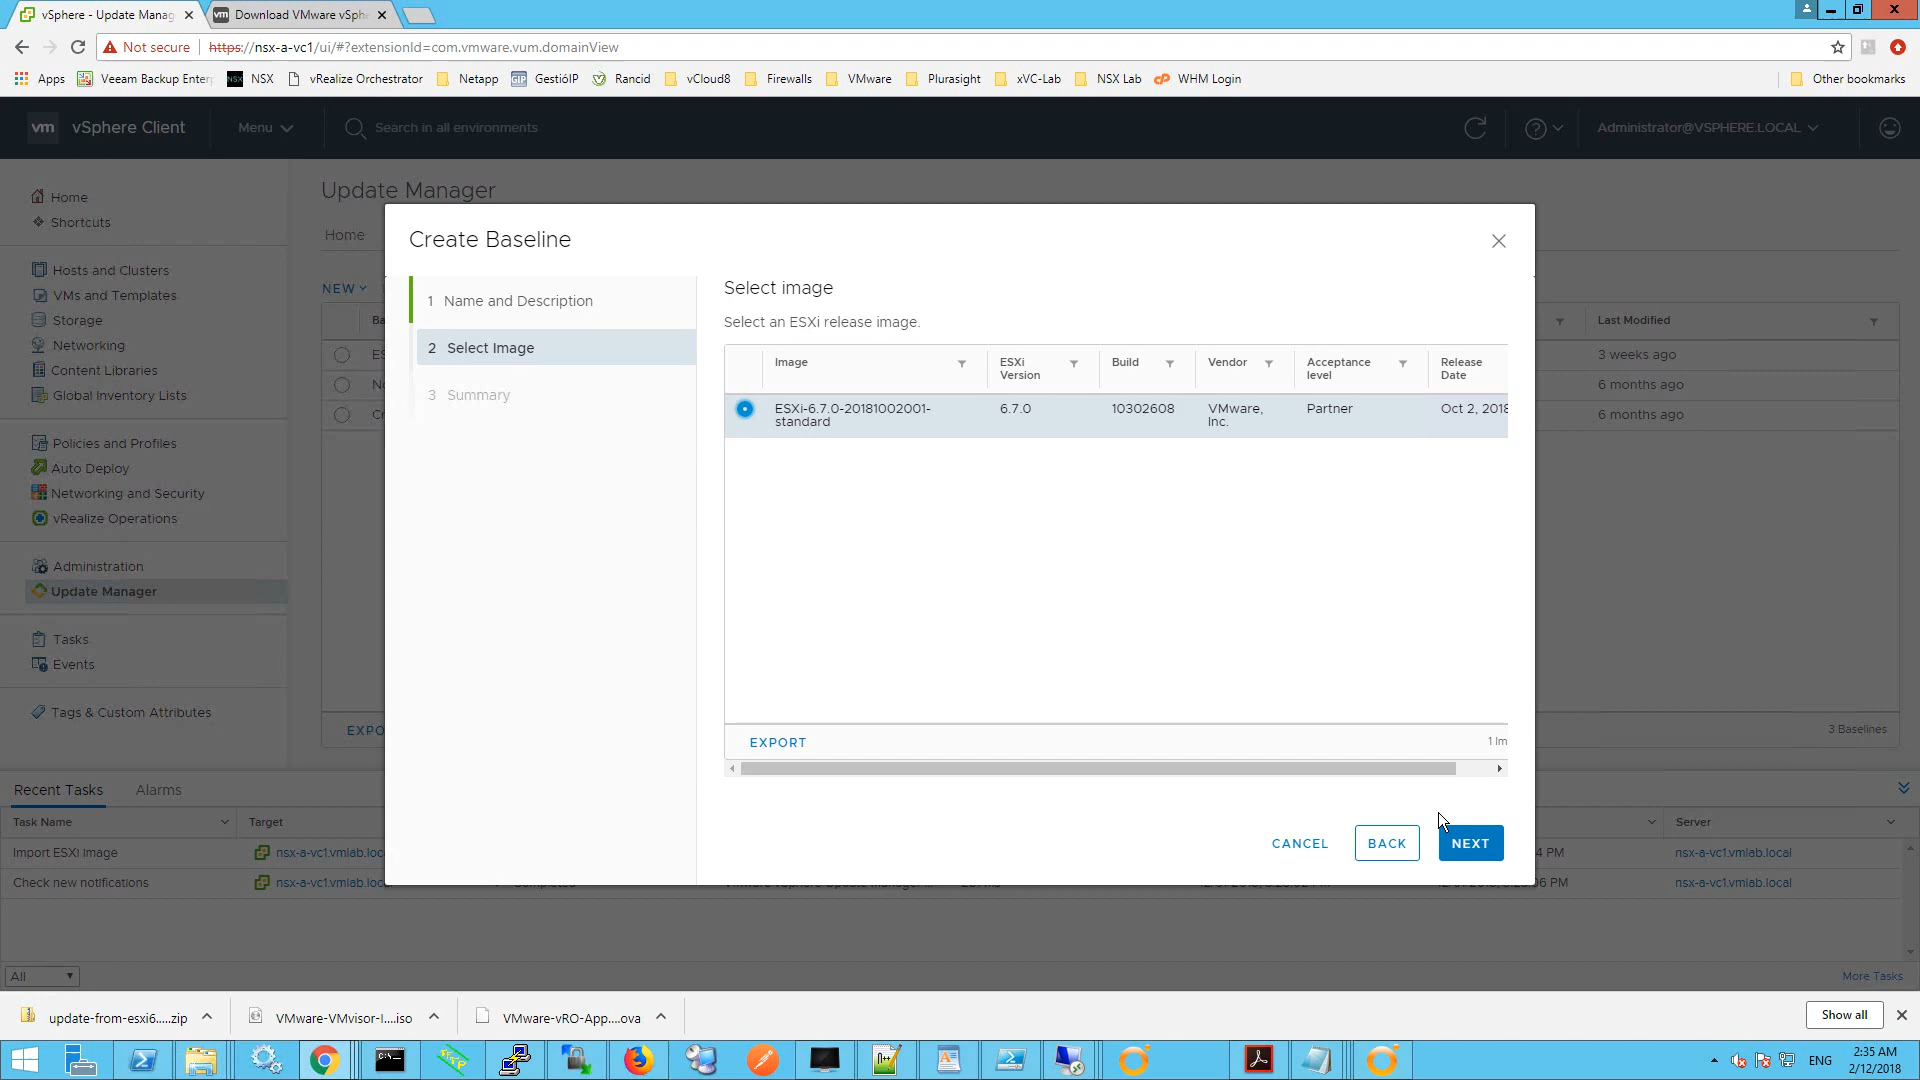 vSphere - Update Manag
Download VMware vSph
Not secure
https://nsx-a-vc1/ui/#?extensionId=com.vmware.vum.domainView
Apps
Veeam Backup Enter
NSX
vRealize Orchestrator
Netapp
GestióIP
Rancid
vCloud8
Firewalls
VMware
Plurasight
xVC-Lab
NSX Lab
WHM Login
Other bookmarks
vm
vSphere Client
Menu
Search in all environments
Administrator@VSPHERE.LOCAL
Home
Shortcuts
Hosts and Clusters
VMs and Templates
Storage
Networking
Content Libraries
Global Inventory Lists
Policies and Profiles
Auto Deploy
Networking and Security
vRealize Operations
Administration
Update Manager
Tasks
Events
Tags & Custom Attributes
Update Manager
Home
NEW
Ba
ES
No
Cr
EXPO
Last Modified
3 weeks ago
6 months ago
6 months ago
3 Baselines
Create Baseline
1 Name and Description
2 Select Image
3 Summary
Select image
Select an ESXi release image.
Image
ESXi
Version
Build
Vendor
Acceptance
level
Release
Date
ESXi-6.7.0-20181002001-
standard
6.7.0
10302608
VMware,
Inc.
Partner
Oct 2, 2018
EXPORT
1 Im
CANCEL
BACK
NEXT
Recent Tasks
Alarms
Task Name
Target
Server
Import ESXi Image
nsx-a-vc1.vmlab.loc
4 PM
nsx-a-vc1.vmlab.local
Check new notifications
nsx-a-vc1.vmlab.loc
06 PM
nsx-a-vc1.vmlab.local
All
More Tasks
update-from-esxi6.....zip
VMware-VMvisor-I....iso
VMware-vRO-App....ova
Show all
ENG
2:35 AM
2/12/2018